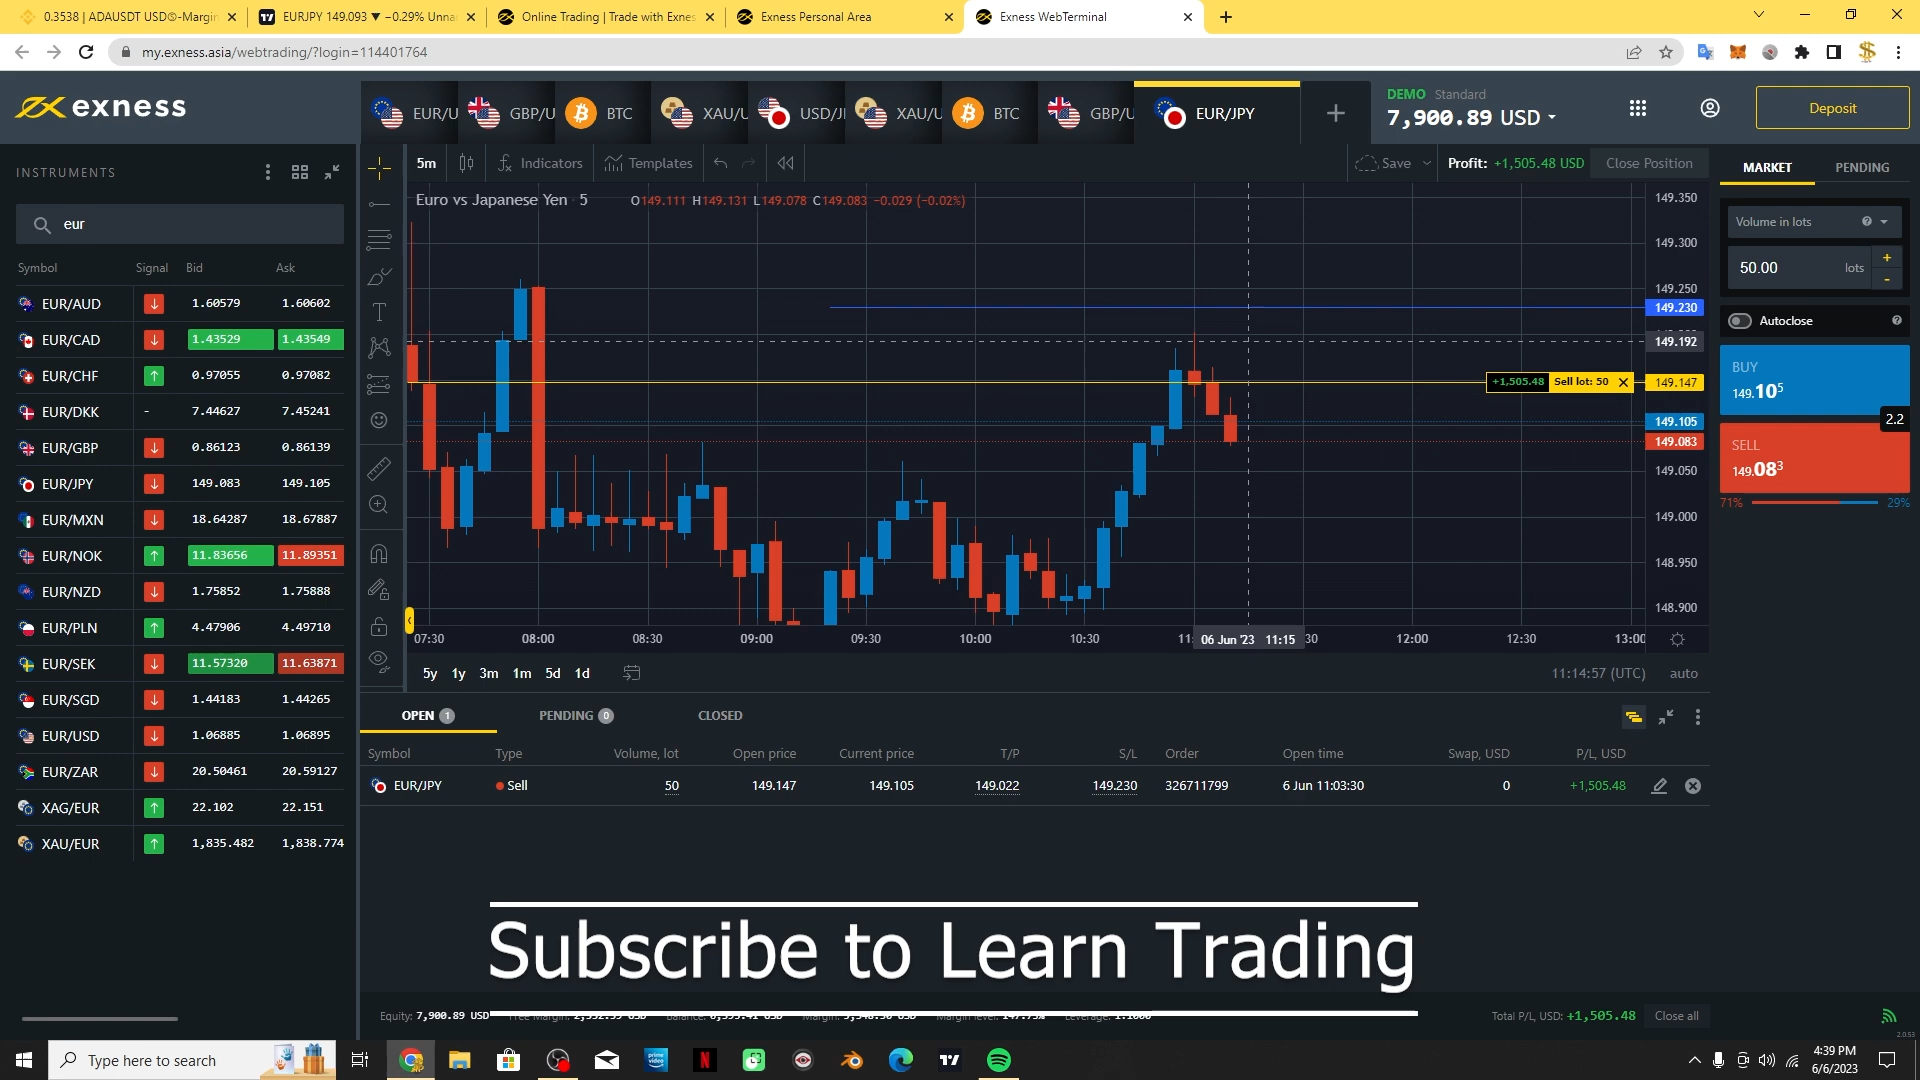 0.3538 | ADAUSDT USDⓈ-Margin
EURJPY 149.093 ▼ −0.29% Unna
Online Trading | Trade with Exnes
Exness Personal Area
Exness WebTerminal
my.exness.asia/webtrading/?login=114401764
exness
EUR/U
GBP/U
BTC
XAU/U
USD/J
XAU/U
BTC
GBP/U
EUR/JPY
DEMO Standard
7,900.89 USD
Deposit
INSTRUMENTS
eur
Symbol Signal Bid Ask
EUR/AUD 1.60579 1.60602
EUR/CAD 1.43529 1.43549
EUR/CHF 0.97055 0.97082
EUR/DKK - 7.44627 7.45241
EUR/GBP 0.86123 0.86139
EUR/JPY 149.083 149.105
EUR/MXN 18.64287 18.67887
EUR/NOK 11.83656 11.89351
EUR/NZD 1.75852 1.75888
EUR/PLN 4.47906 4.49710
EUR/SEK 11.57320 11.63871
EUR/SGD 1.44183 1.44265
EUR/USD 1.06885 1.06895
EUR/ZAR 20.50461 20.59127
XAG/EUR 22.102 22.151
XAU/EUR 1,835.482 1,838.774
5m Indicators Templates Save Profit: +1,505.48 USD Close Position
Euro vs Japanese Yen 5 O149.111 H149.131 L149.078 C149.083 −0.029 (−0.02%)
149.350
149.300
149.250
149.230
149.192
+1,505.48 Sell lot: 50 149.147
149.105
149.083
149.050
149.000
148.950
148.900
07:30 08:00 08:30 09:00 09:30 10:00 10:30 11: 06 Jun '23 11:15 30 12:00 12:30 13:00
5y 1y 3m 1m 5d 1d
11:14:57 (UTC) auto
MARKET PENDING
Volume in lots
50.00 lots
+
-
Autoclose
BUY
149.10⁵
2.2
SELL
149.08³
71% 29%
OPEN 1 PENDING 0 CLOSED
Symbol Type Volume, lot Open price Current price T/P S/L Order Open time Swap, USD P/L, USD
EUR/JPY Sell 50 149.147 149.105 149.022 149.230 326711799 6 Jun 11:03:30 0 +1,505.48
Subscribe to Learn Trading
Equity: 7,900.89 USD
Total P/L, USD: +1,505.48 Close all
2.0.53
Type here to search
4:39 PM
6/6/2023